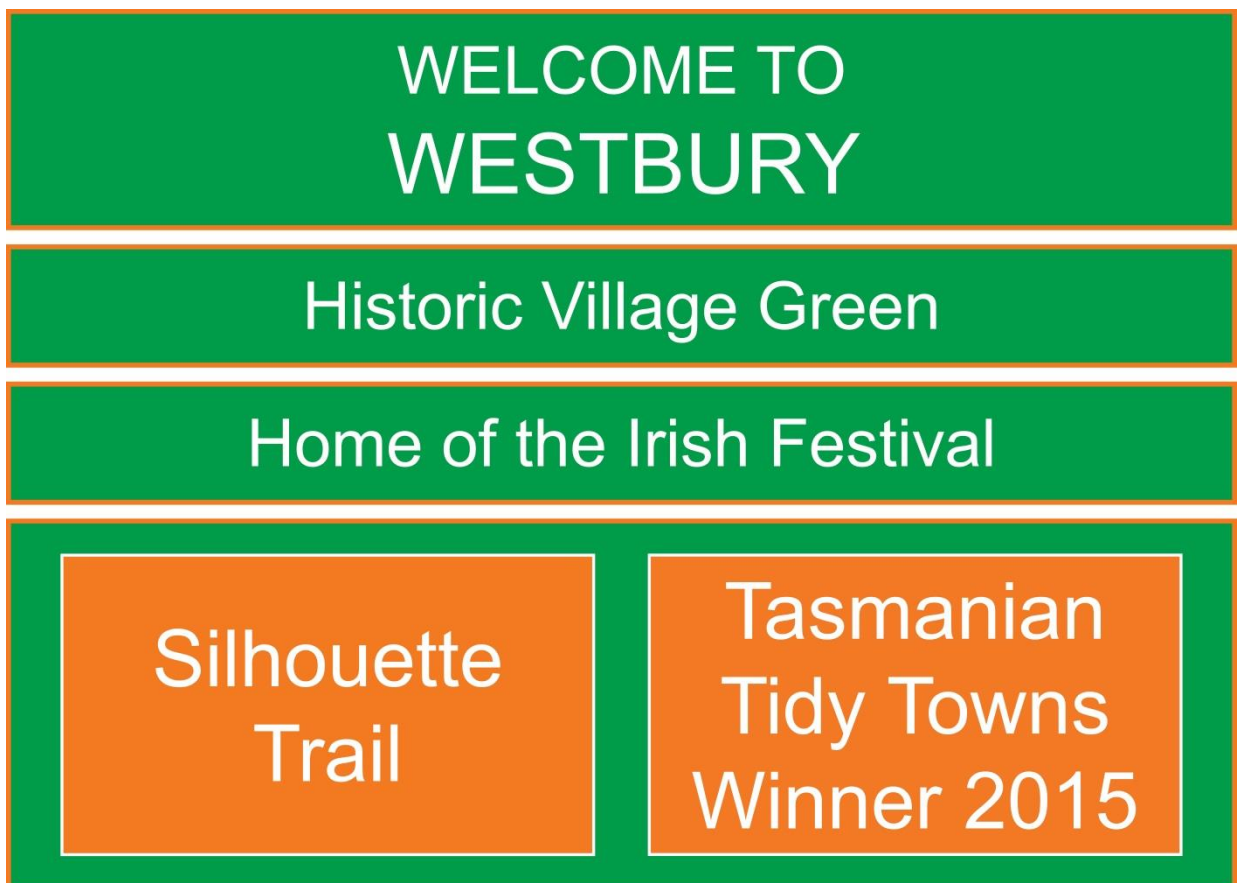 WELCOME TO
WESTBURY
Historic Village Green
Home of the Irish Festival
Silhouette
Trail
Tasmanian
Tidy Towns
Winner 2015